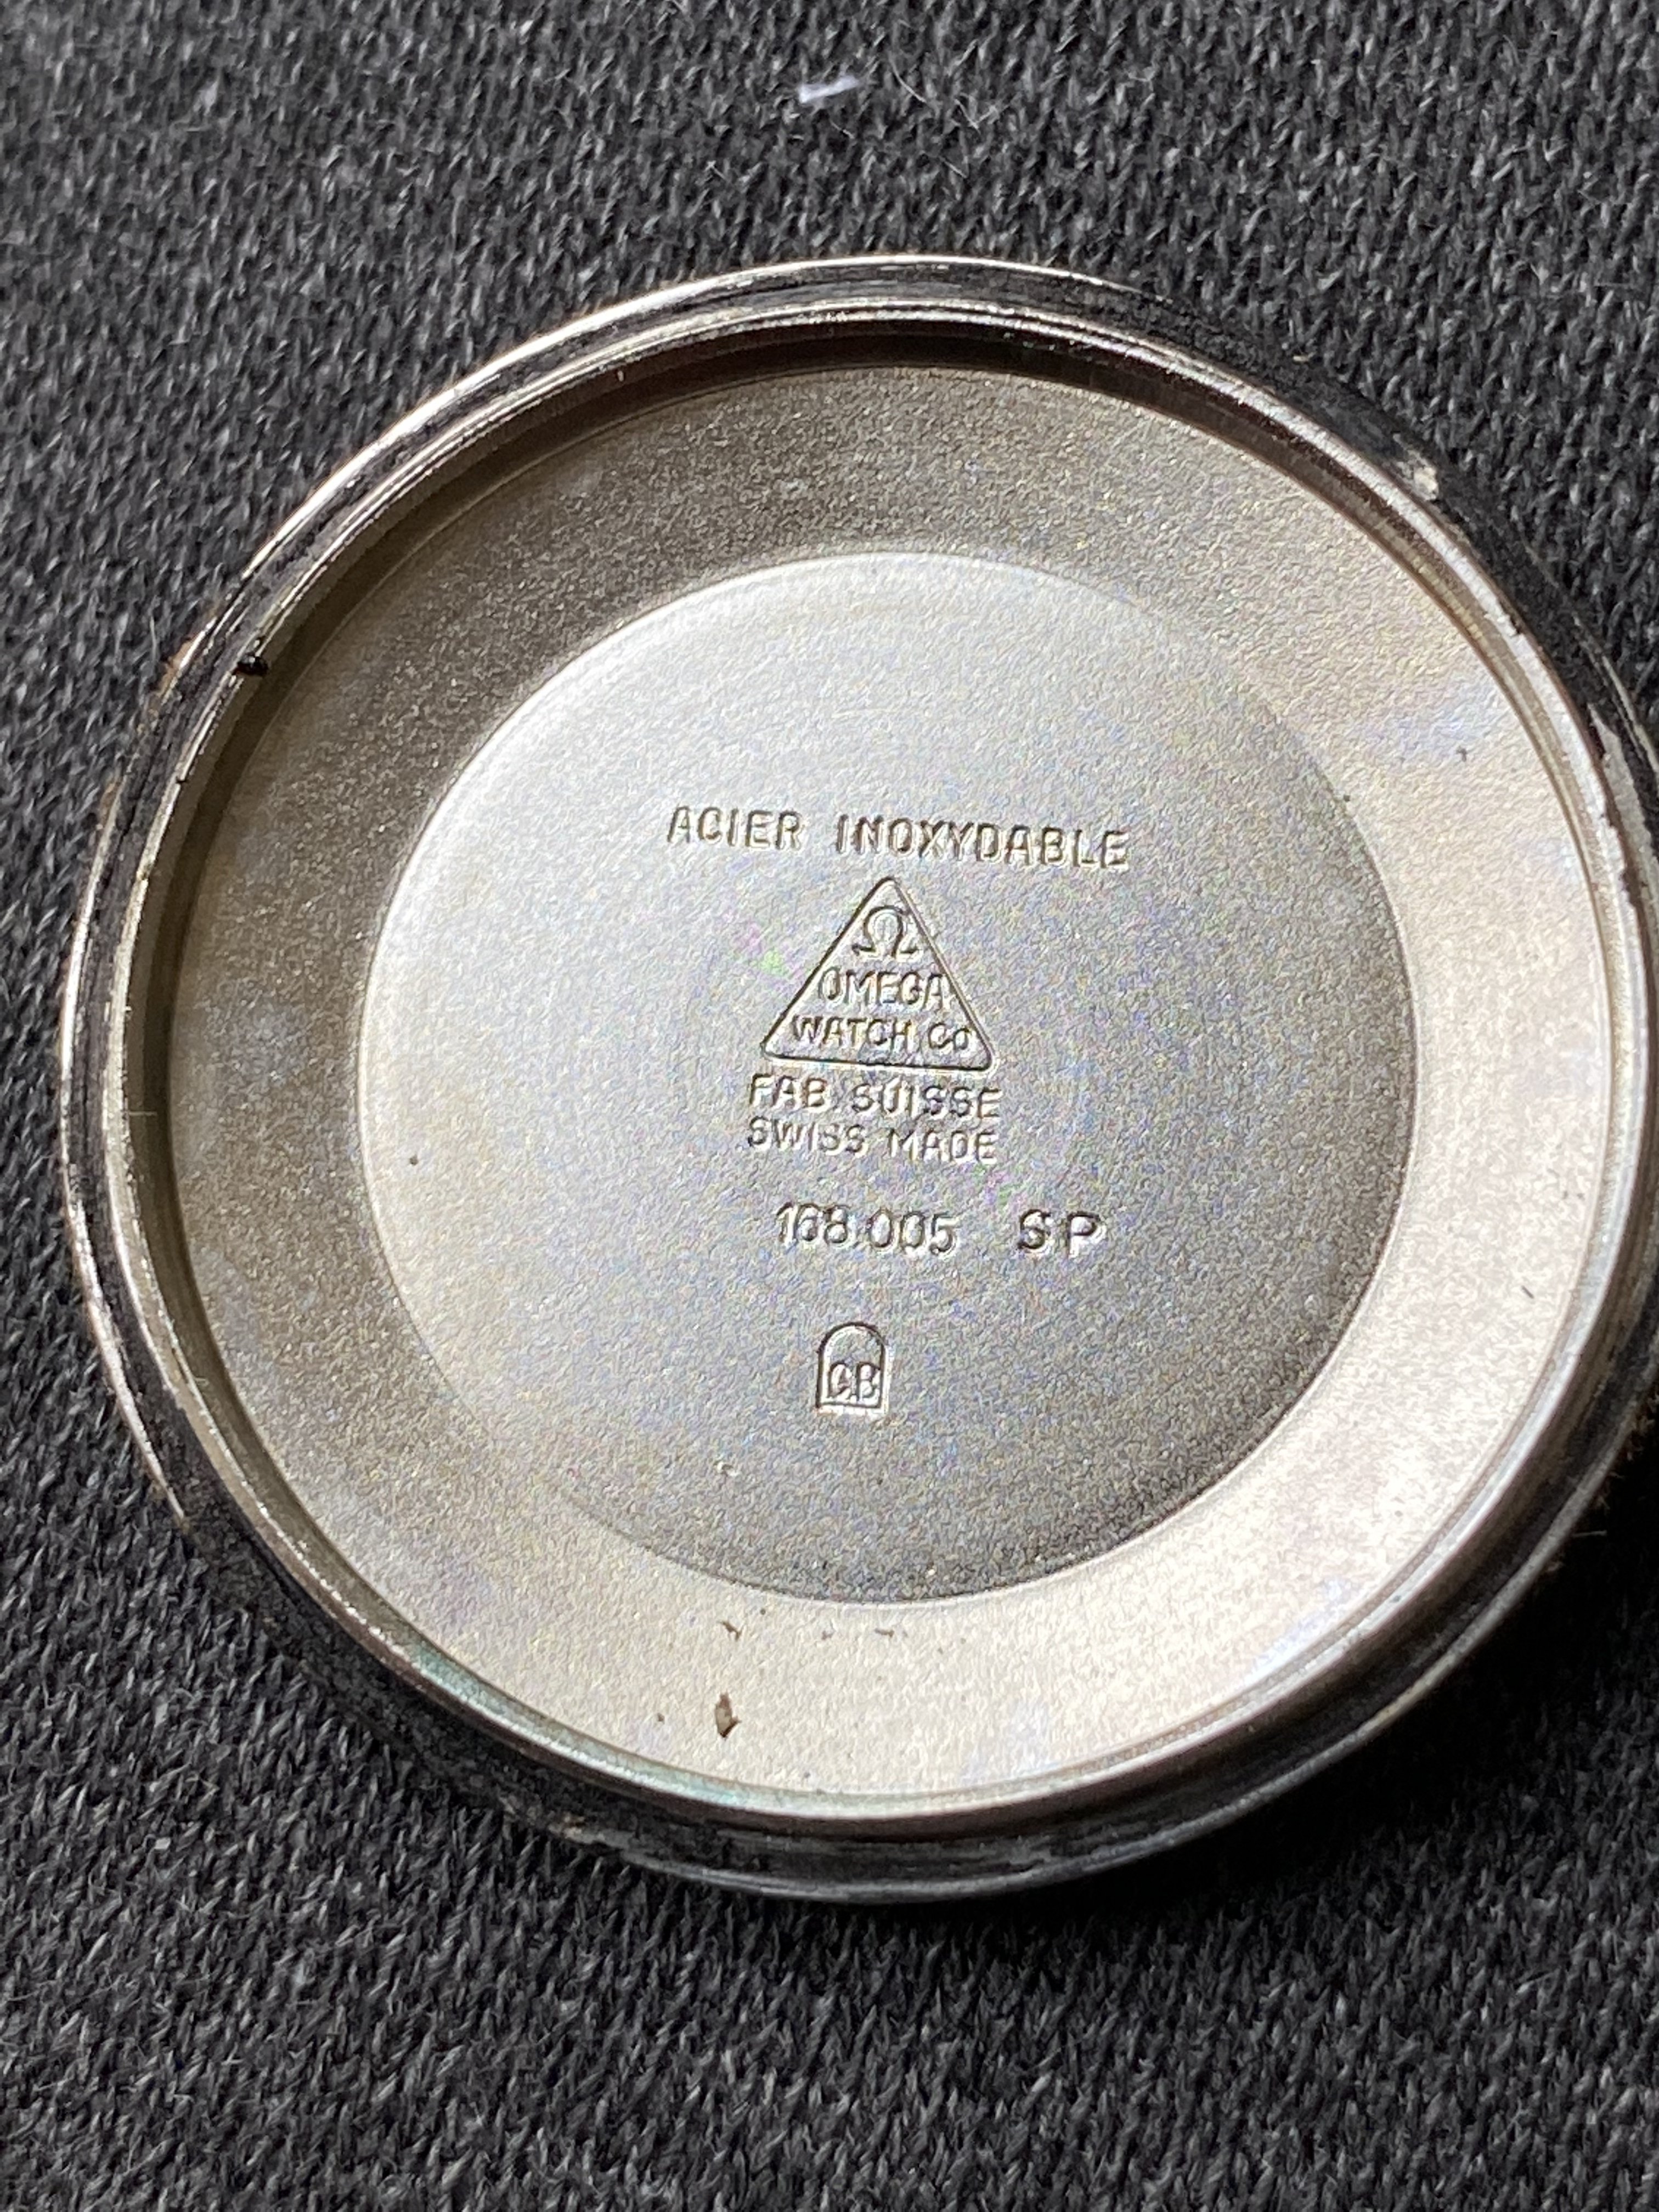 ACIER INOXYDABLE
Ω
OMEGA
WATCH Co
FAB. SUISSE
SWISS MADE
168.005 SP
CB